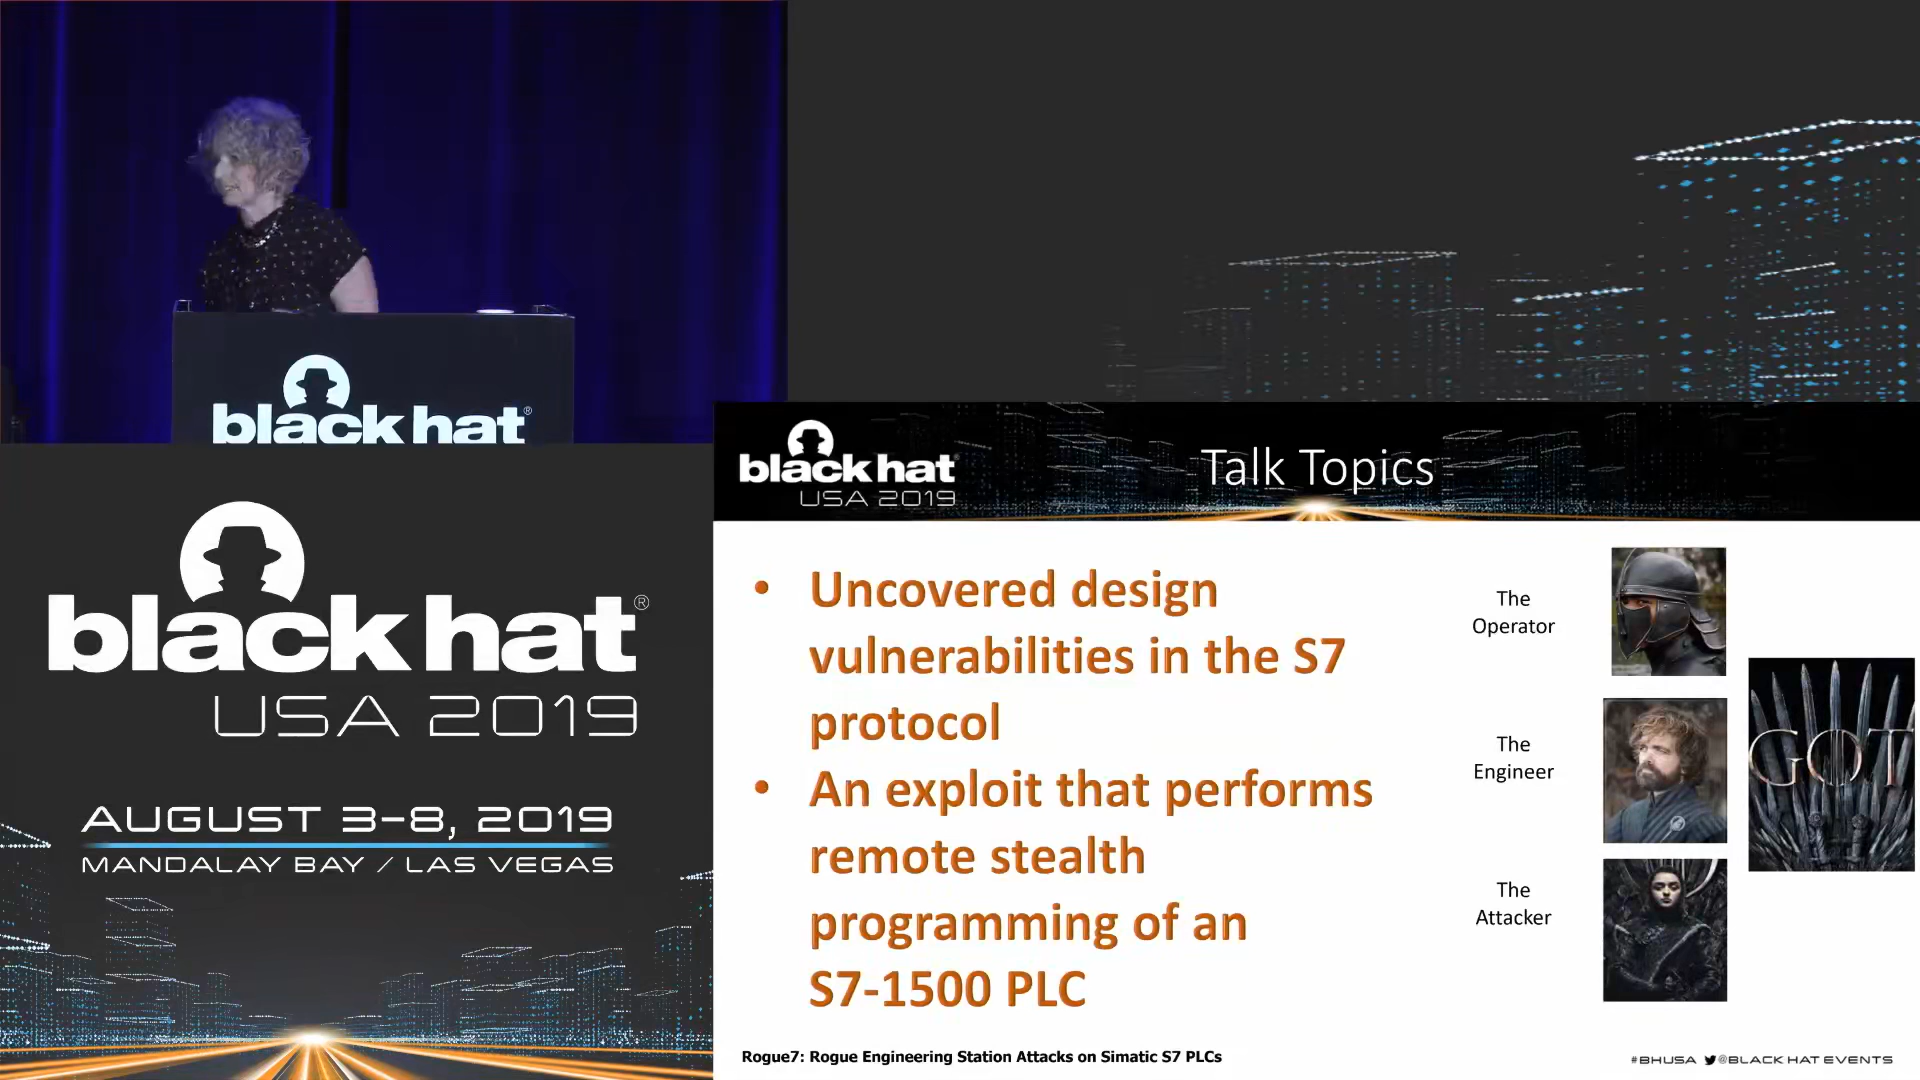 black hat®
black hat®
USA 2019
AUGUST 3-8, 2019
MANDALAY BAY / LAS VEGAS
black hat
USA 2019
Talk Topics
• Uncovered design
vulnerabilities in the S7
protocol
• An exploit that performs
remote stealth
programming of an
S7-1500 PLC
The
Operator
The
Engineer
The
Attacker
GOT
Rogue7: Rogue Engineering Station Attacks on Simatic S7 PLCs
#BHUSA @BLACK HAT EVENTS